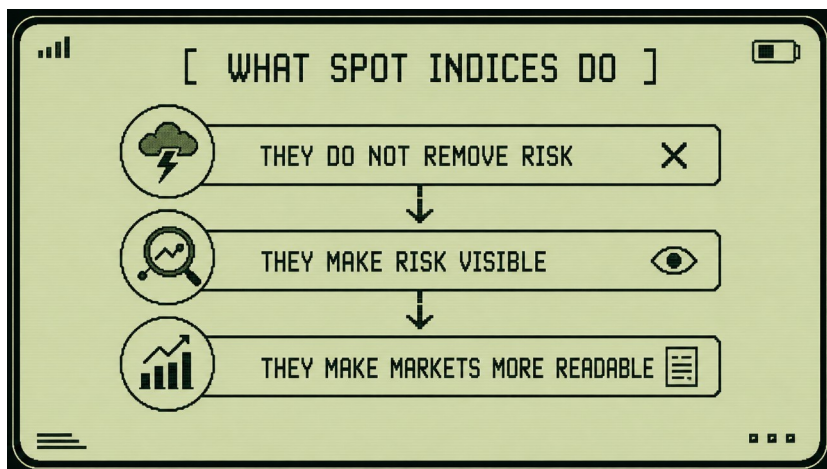 [ WHAT SPOT INDICES DO ]
THEY DO NOT REMOVE RISK
THEY MAKE RISK VISIBLE
THEY MAKE MARKETS MORE READABLE